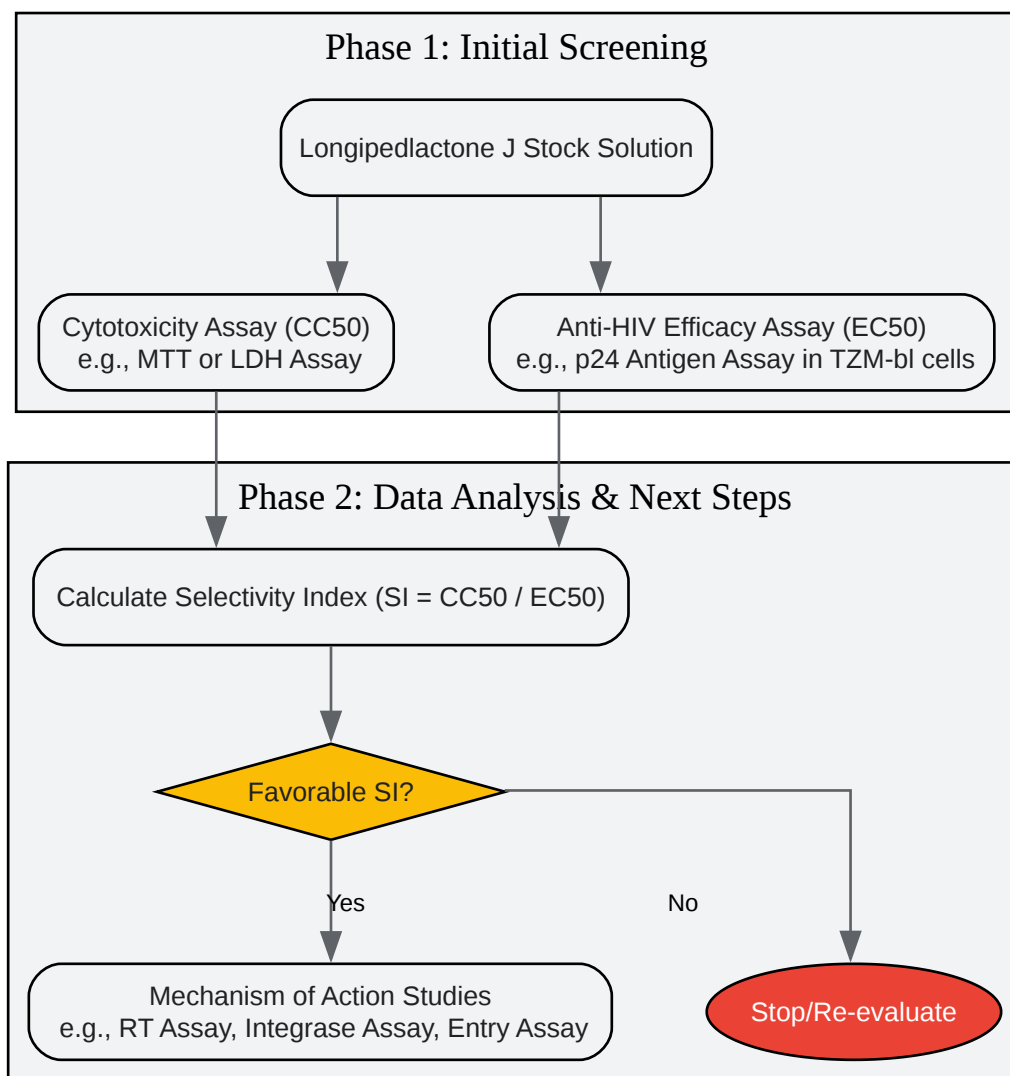 Phase 1: Initial Screening
Longipedlactone J Stock Solution
Cytotoxicity Assay (CC50)
e.g., MTT or LDH Assay
Anti-HIV Efficacy Assay (EC50)
e.g., p24 Antigen Assay in TZM-bl cells
Phase 2: Data Analysis & Next Steps
Calculate Selectivity Index (SI = CC50 / EC50)
Favorable SI?
Yes
No
Mechanism of Action Studies
e.g., RT Assay, Integrase Assay, Entry Assay
Stop/Re-evaluate